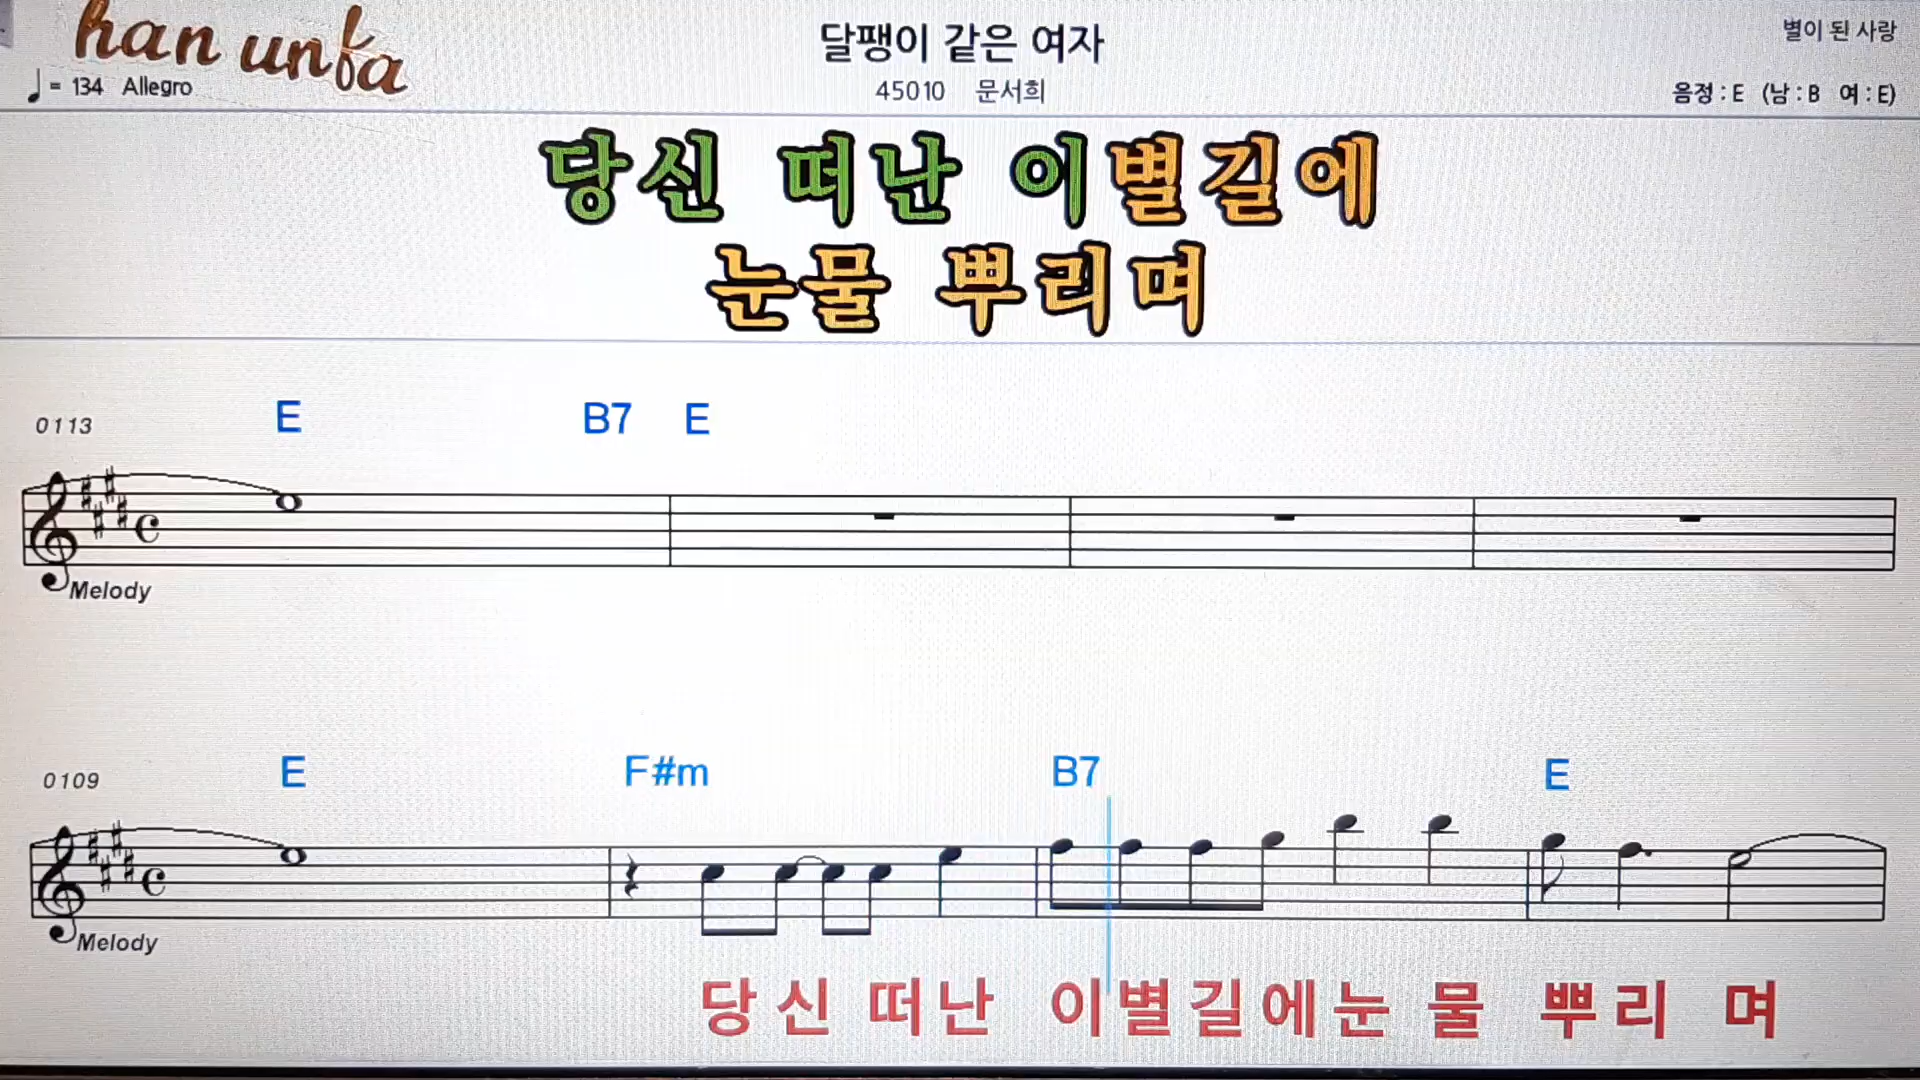 han unfa
달팽이 같은 여자
별이 된 사랑
♩= 134 Allegro
45010 문서희
음정 : E (남 : B 여 : E)
당신 떠난 이별길에
눈물 뿌리며
0113 E B7 E
Melody
0109 E F#m B7 E
Melody
당신 떠난 이별길에눈물 뿌리며